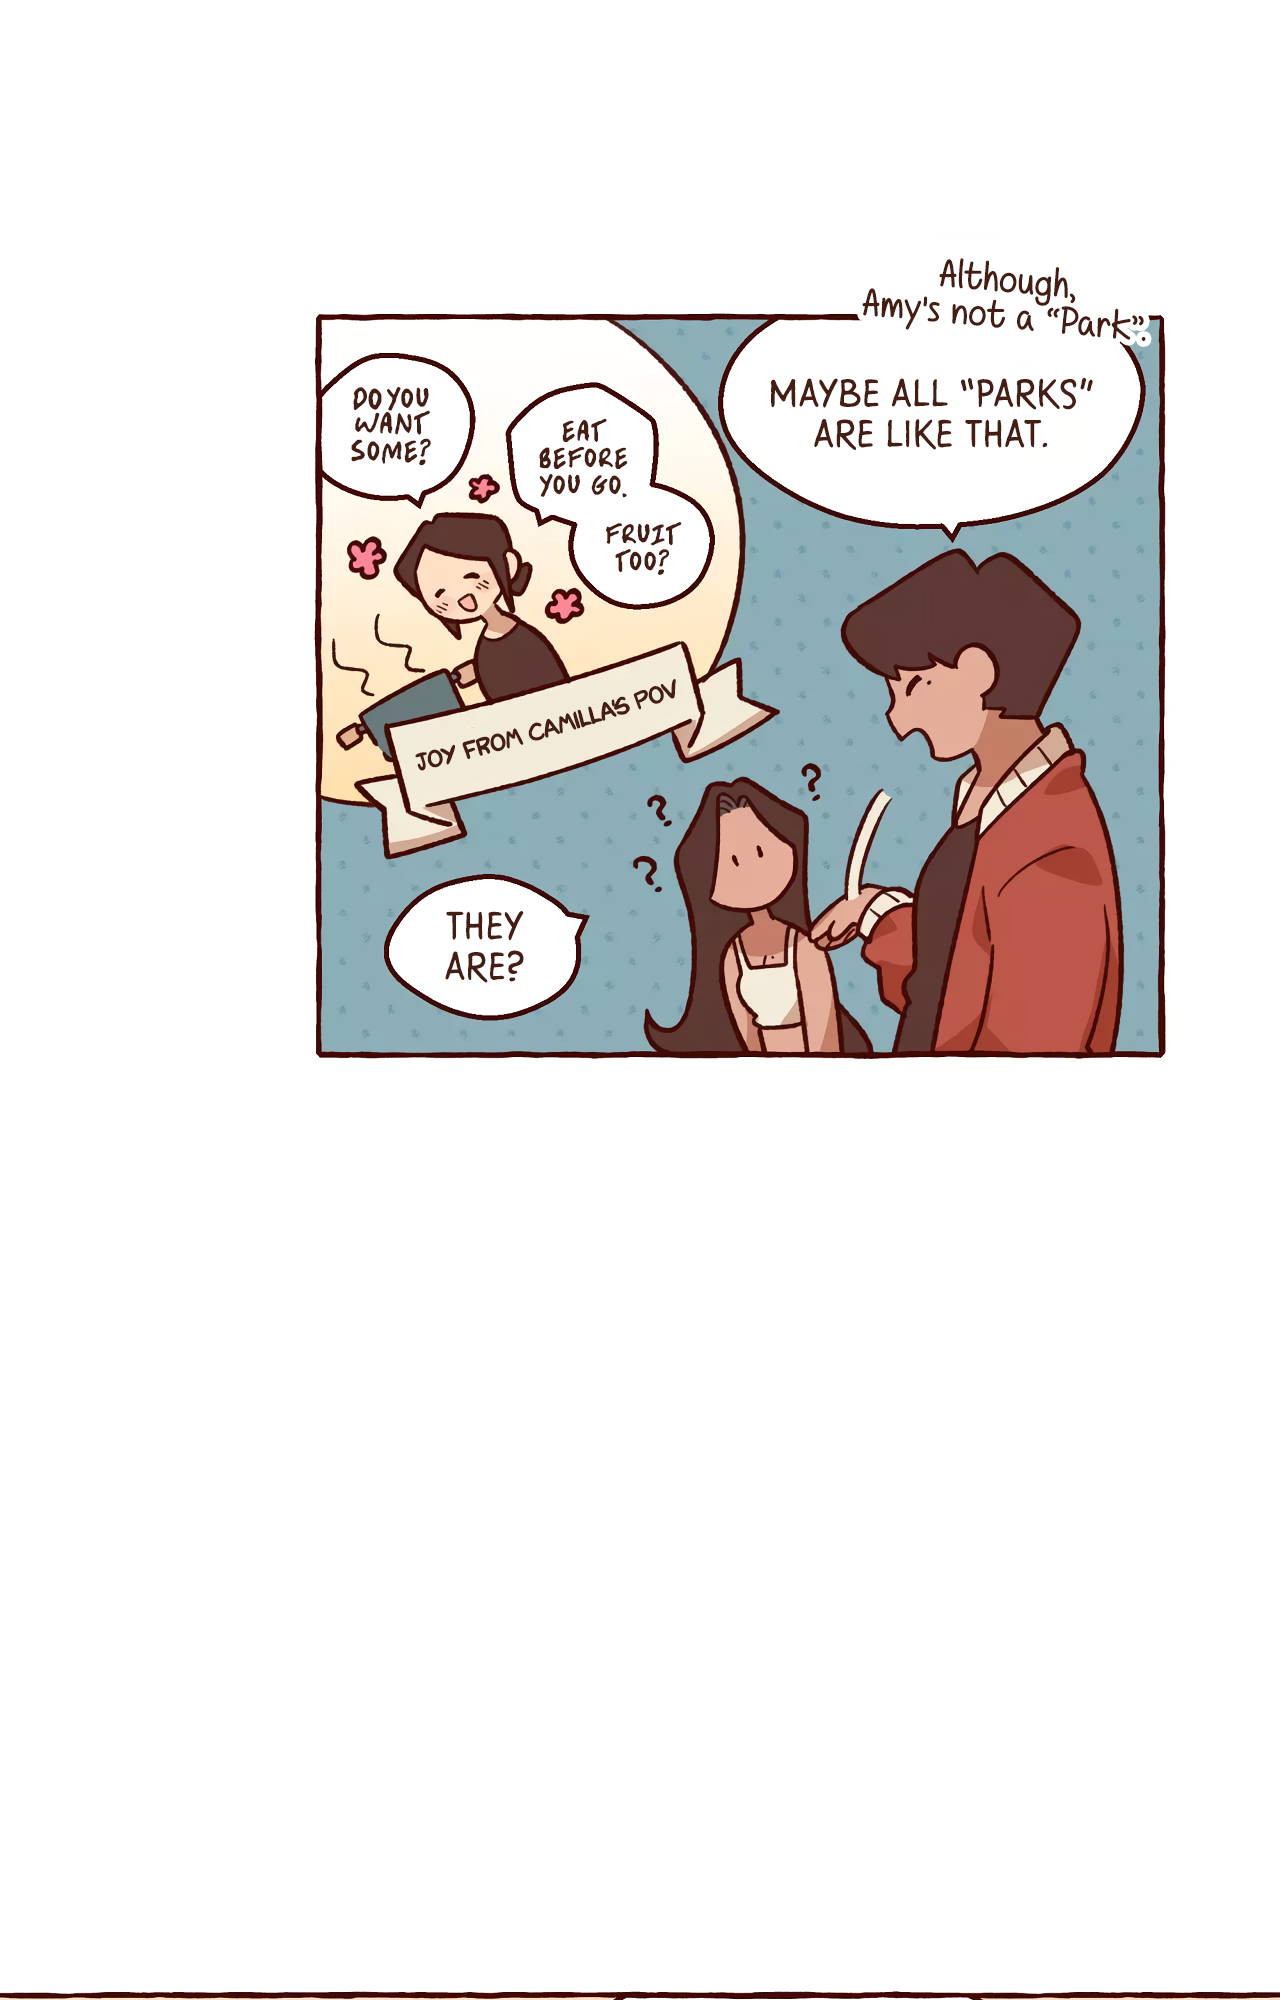 Although,
Amy's not a "Park".
MAYBE ALL "PARKS"
ARE LIKE THAT.
DO YOU
WANT
SOME?
EAT
BEFORE
YOU GO.
FRUIT
TOO?
JOY FROM CAMILLA'S POV
?
?
?
THEY
ARE?